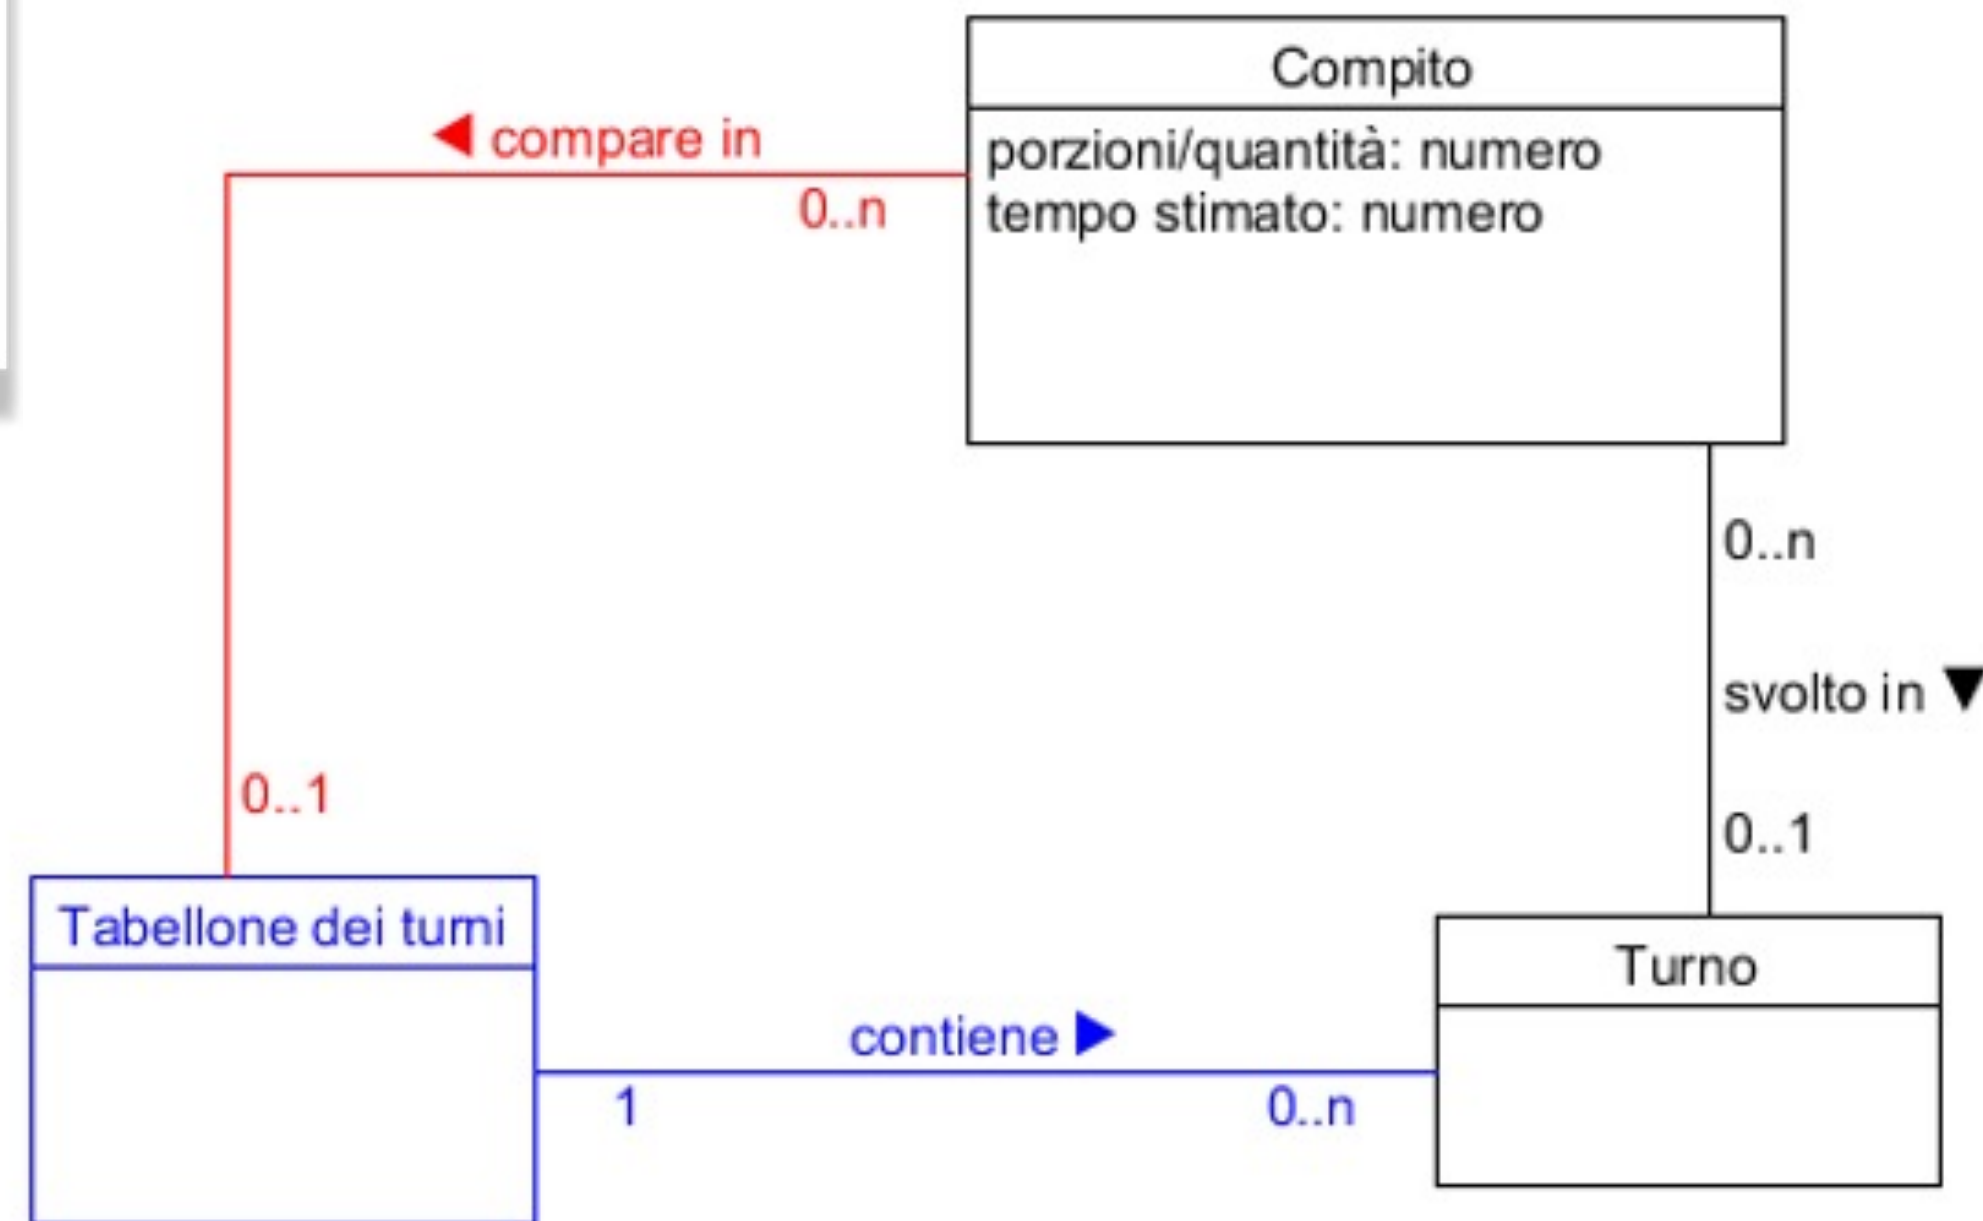 Compito
porzioni/quantità: numero
tempo stimato: numero
compare in
0..n
0..n
svolto in
0..1
0..1
Tabellone dei turni
Turno
contiene
1
0..n